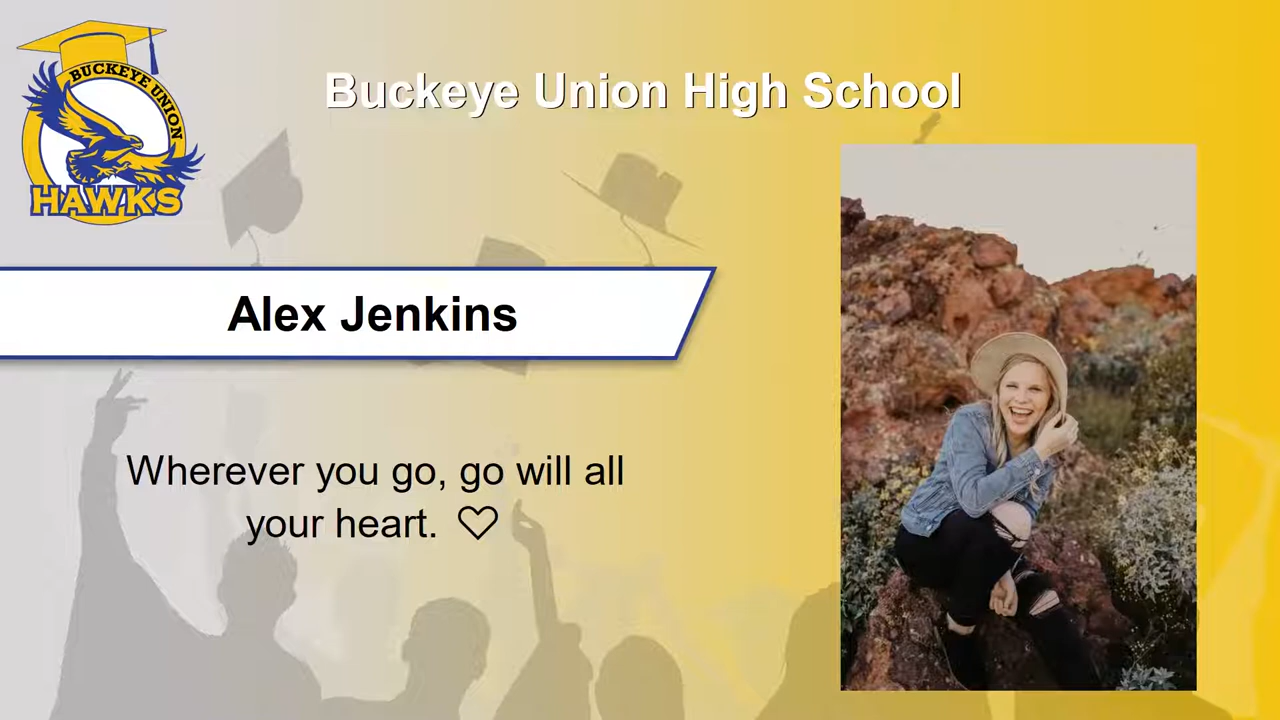 BUCKEYE UNION
HAWKS
Buckeye Union High School
Alex Jenkins
Wherever you go, go will all
your heart. ♡